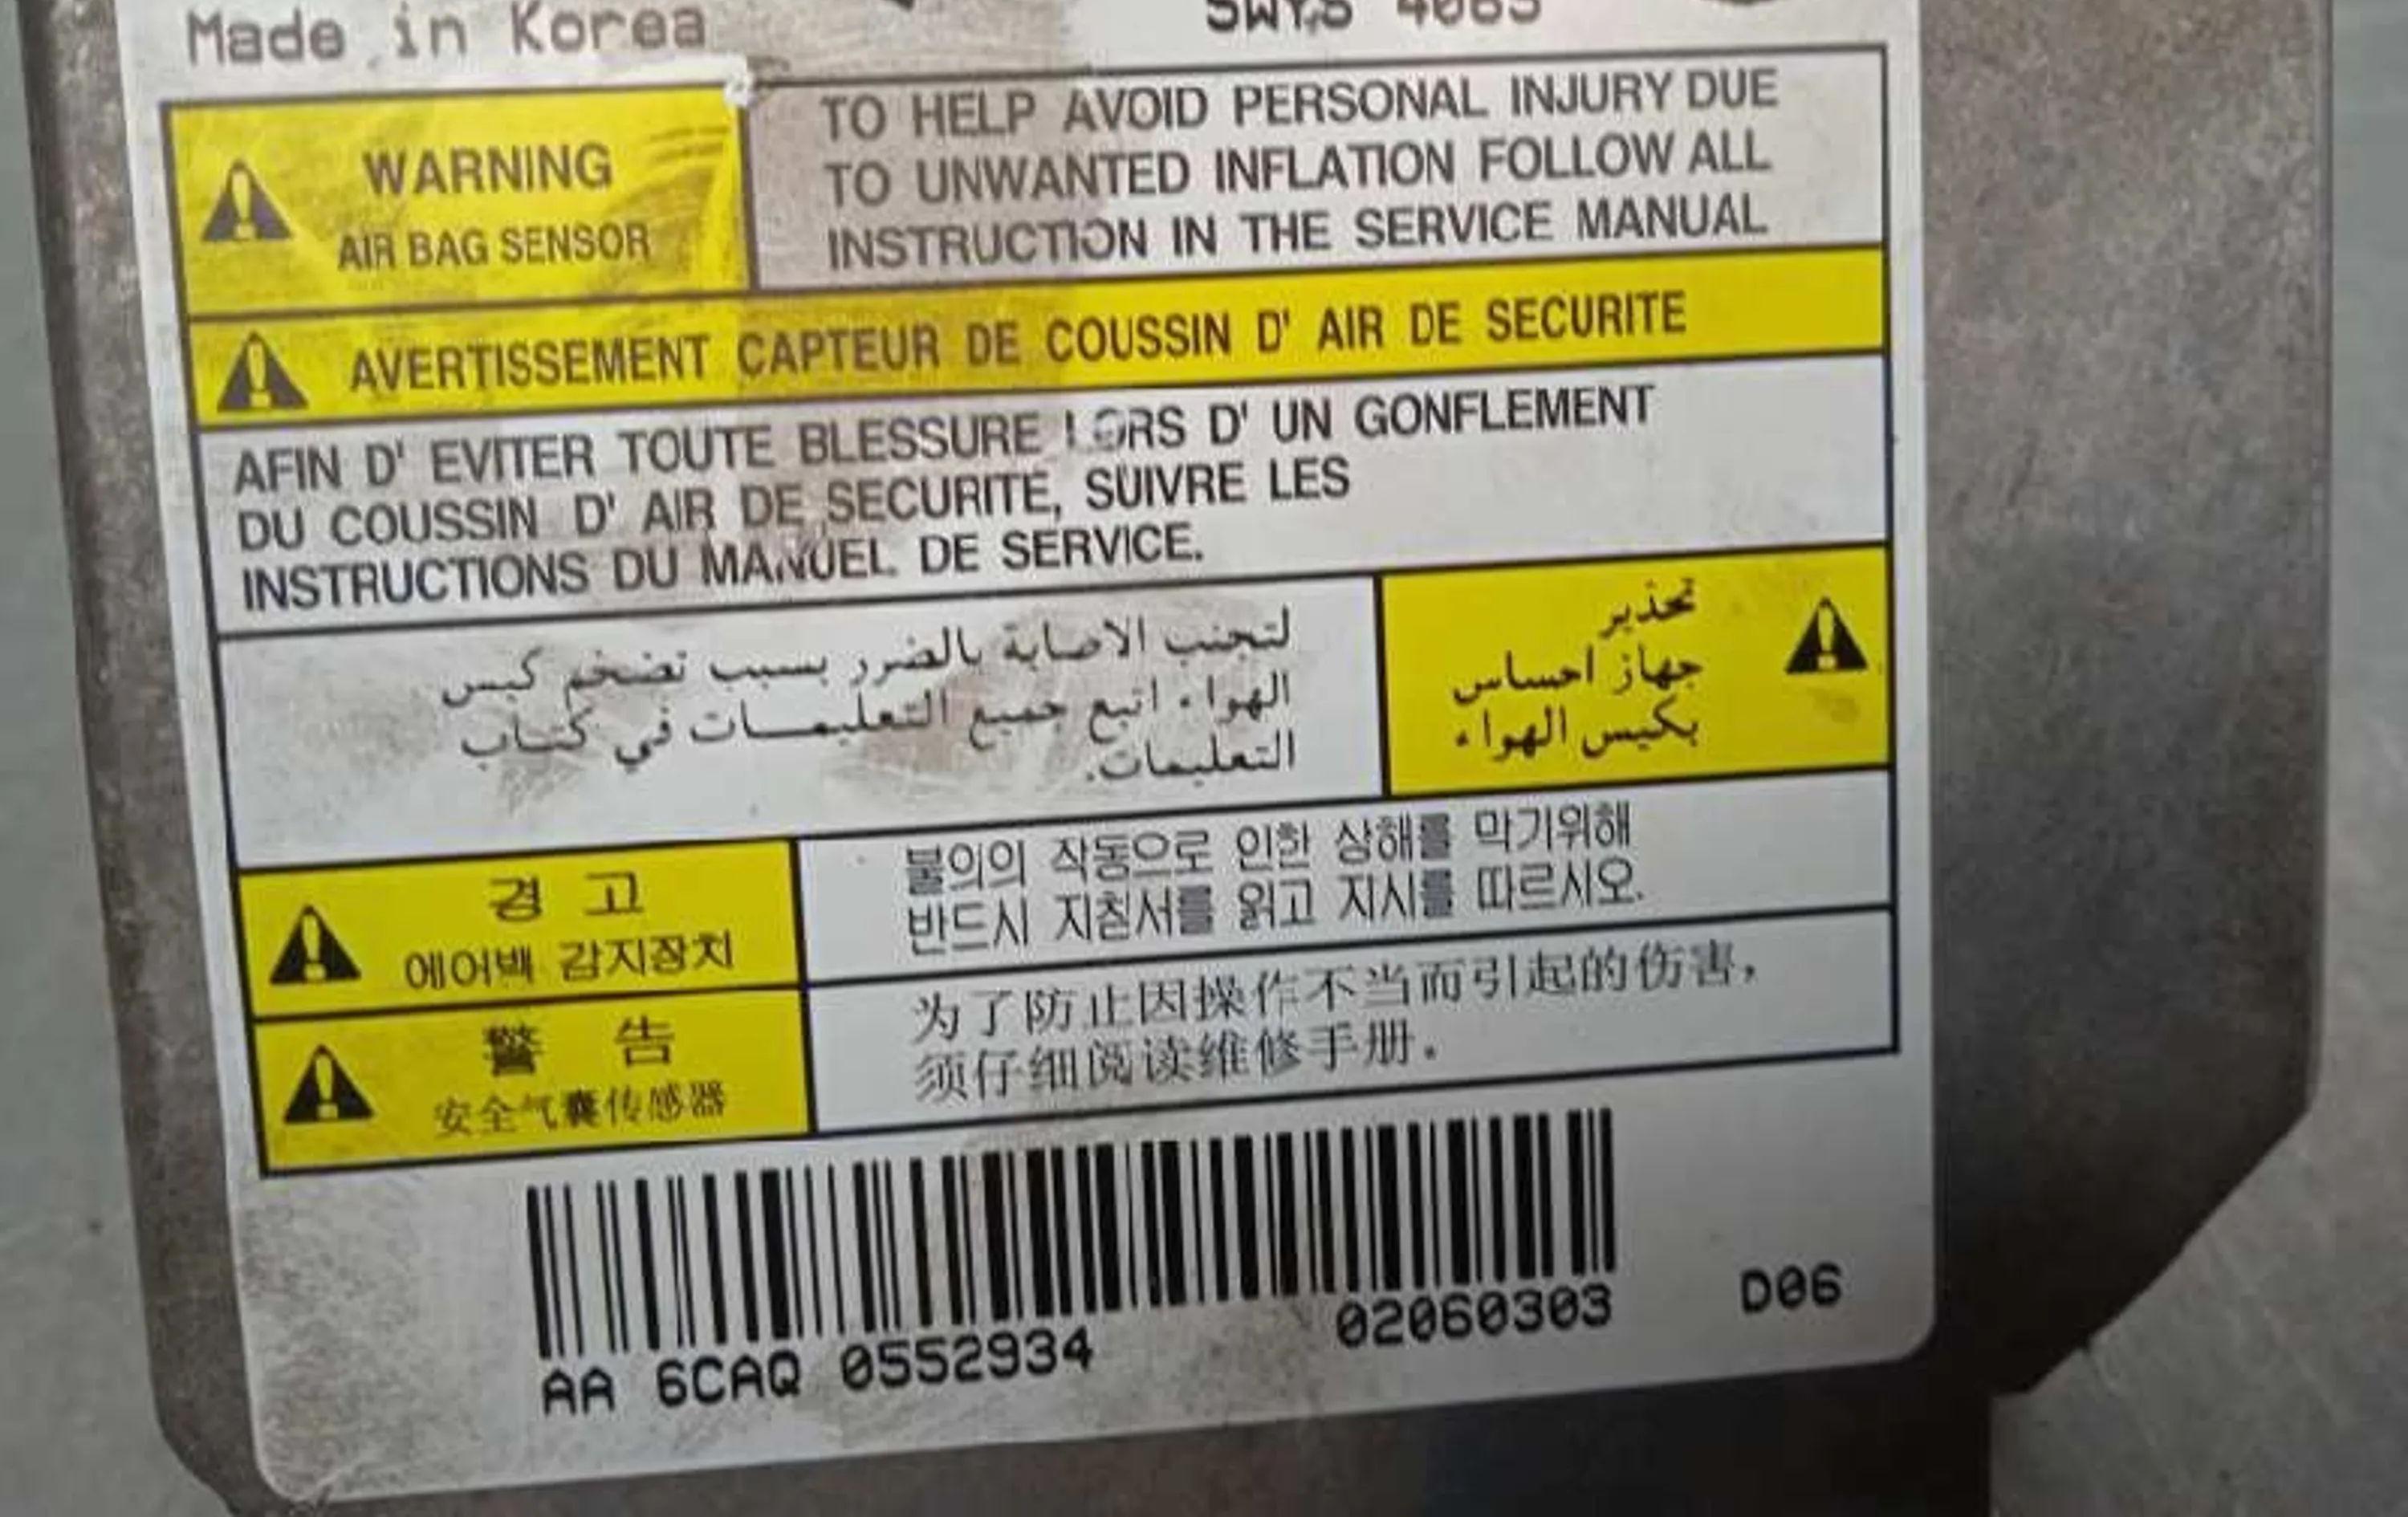 Made in Korea
WARNING
AIR BAG SENSOR
TO HELP AVOID PERSONAL INJURY DUE
TO UNWANTED INFLATION FOLLOW ALL
INSTRUCTION IN THE SERVICE MANUAL
AVERTISSEMENT CAPTEUR DE COUSSIN D' AIR DE SECURITE
AFIN D' EVITER TOUTE BLESSURE LORS D' UN GONFLEMENT
DU COUSSIN D' AIR DE SECURITE, SUIVRE LES
INSTRUCTIONS DU MANUEL DE SERVICE.
تحذير
جهاز احساس
بكيس الهواء
لتجنب الاصابة بالضرر بسبب تضخم كيس
الهواء اتبع جميع التعليمات في كتاب
التعليمات.
경 고
에어백 감지장치
불의의 작동으로 인한 상해를 막기위해
반드시 지침서를 읽고 지시를 따르시오.
警 告
安全气囊传感器
为了防止因操作不当而引起的伤害，
须仔细阅读维修手册。
AA 6CAQ 0552934
02060303
D06